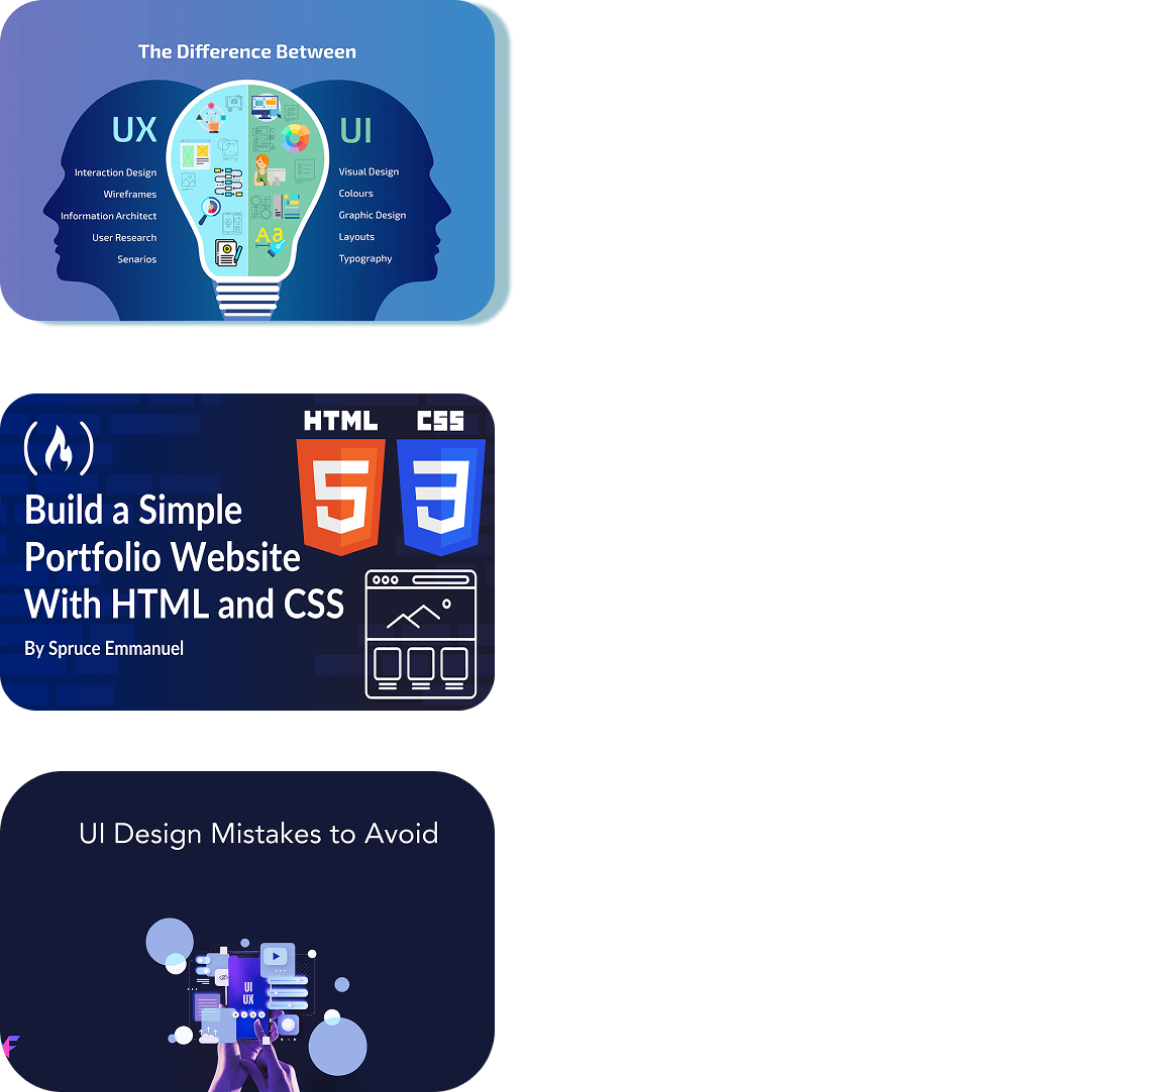 The Difference Between
UX
Interaction Design
Wireframes
Information Architect
User Research
Senarios
UI
Visual Design
Colours
Graphic Design
Layouts
Typography
Aa
HTML
CSS
5
3
Build a Simple
Portfolio Website
With HTML and CSS
By Spruce Emmanuel
UI Design Mistakes to Avoid
UI
UX
F